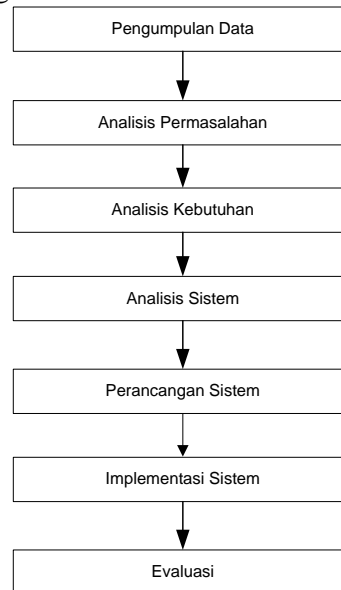 Pengumpulan Data
Analisis Permasalahan
Analisis Kebutuhan
Analisis Sistem
Perancangan Sistem
Implementasi Sistem
Evaluasi